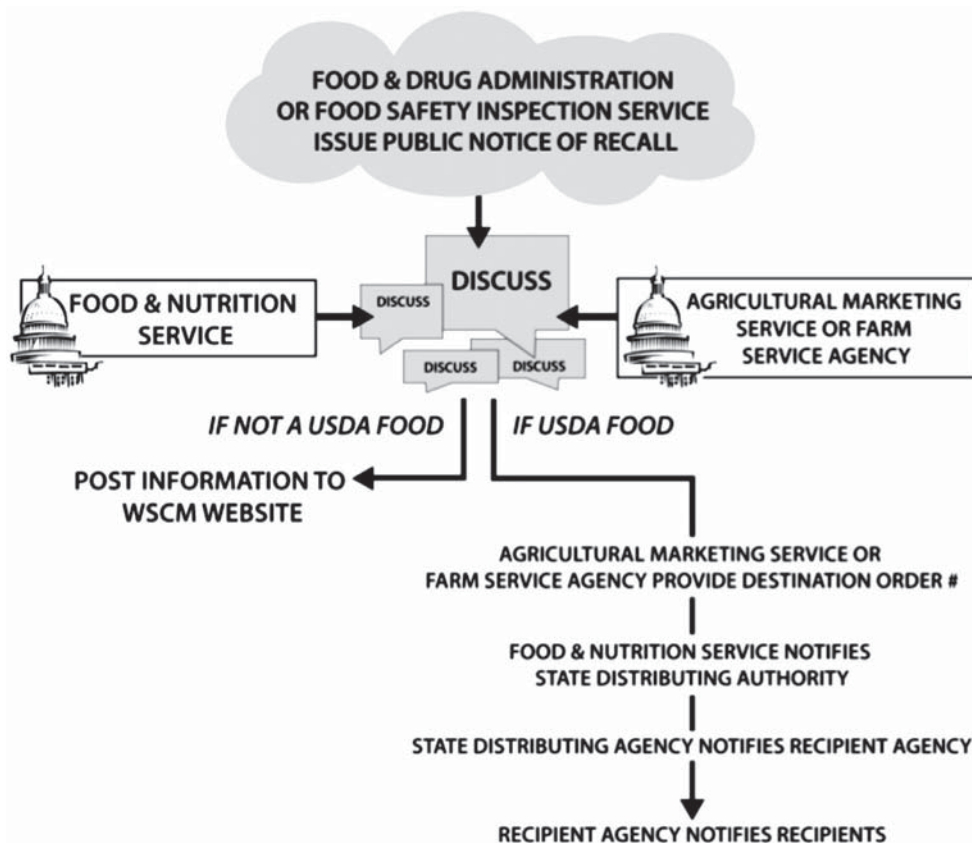 FOOD & DRUG ADMINISTRATION
OR FOOD SAFETY INSPECTION SERVICE
ISSUE PUBLIC NOTICE OF RECALL
DISCUSS
DISCUSS
FOOD & NUTRITION
SERVICE
AGRICULTURAL MARKETING
SERVICE OR FARM
SERVICE AGENCY
DISCUSS
DISCUSS
IF NOT A USDA FOOD
IF USDA FOOD
POST INFORMATION TO
WSCM WEBSITE
AGRICULTURAL MARKETING SERVICE OR
FARM SERVICE AGENCY PROVIDE DESTINATION ORDER #
FOOD & NUTRITION SERVICE NOTIFIES
STATE DISTRIBUTING AUTHORITY
STATE DISTRIBUTING AGENCY NOTIFIES RECIPIENT AGENCY
RECIPIENT AGENCY NOTIFIES RECIPIENTS